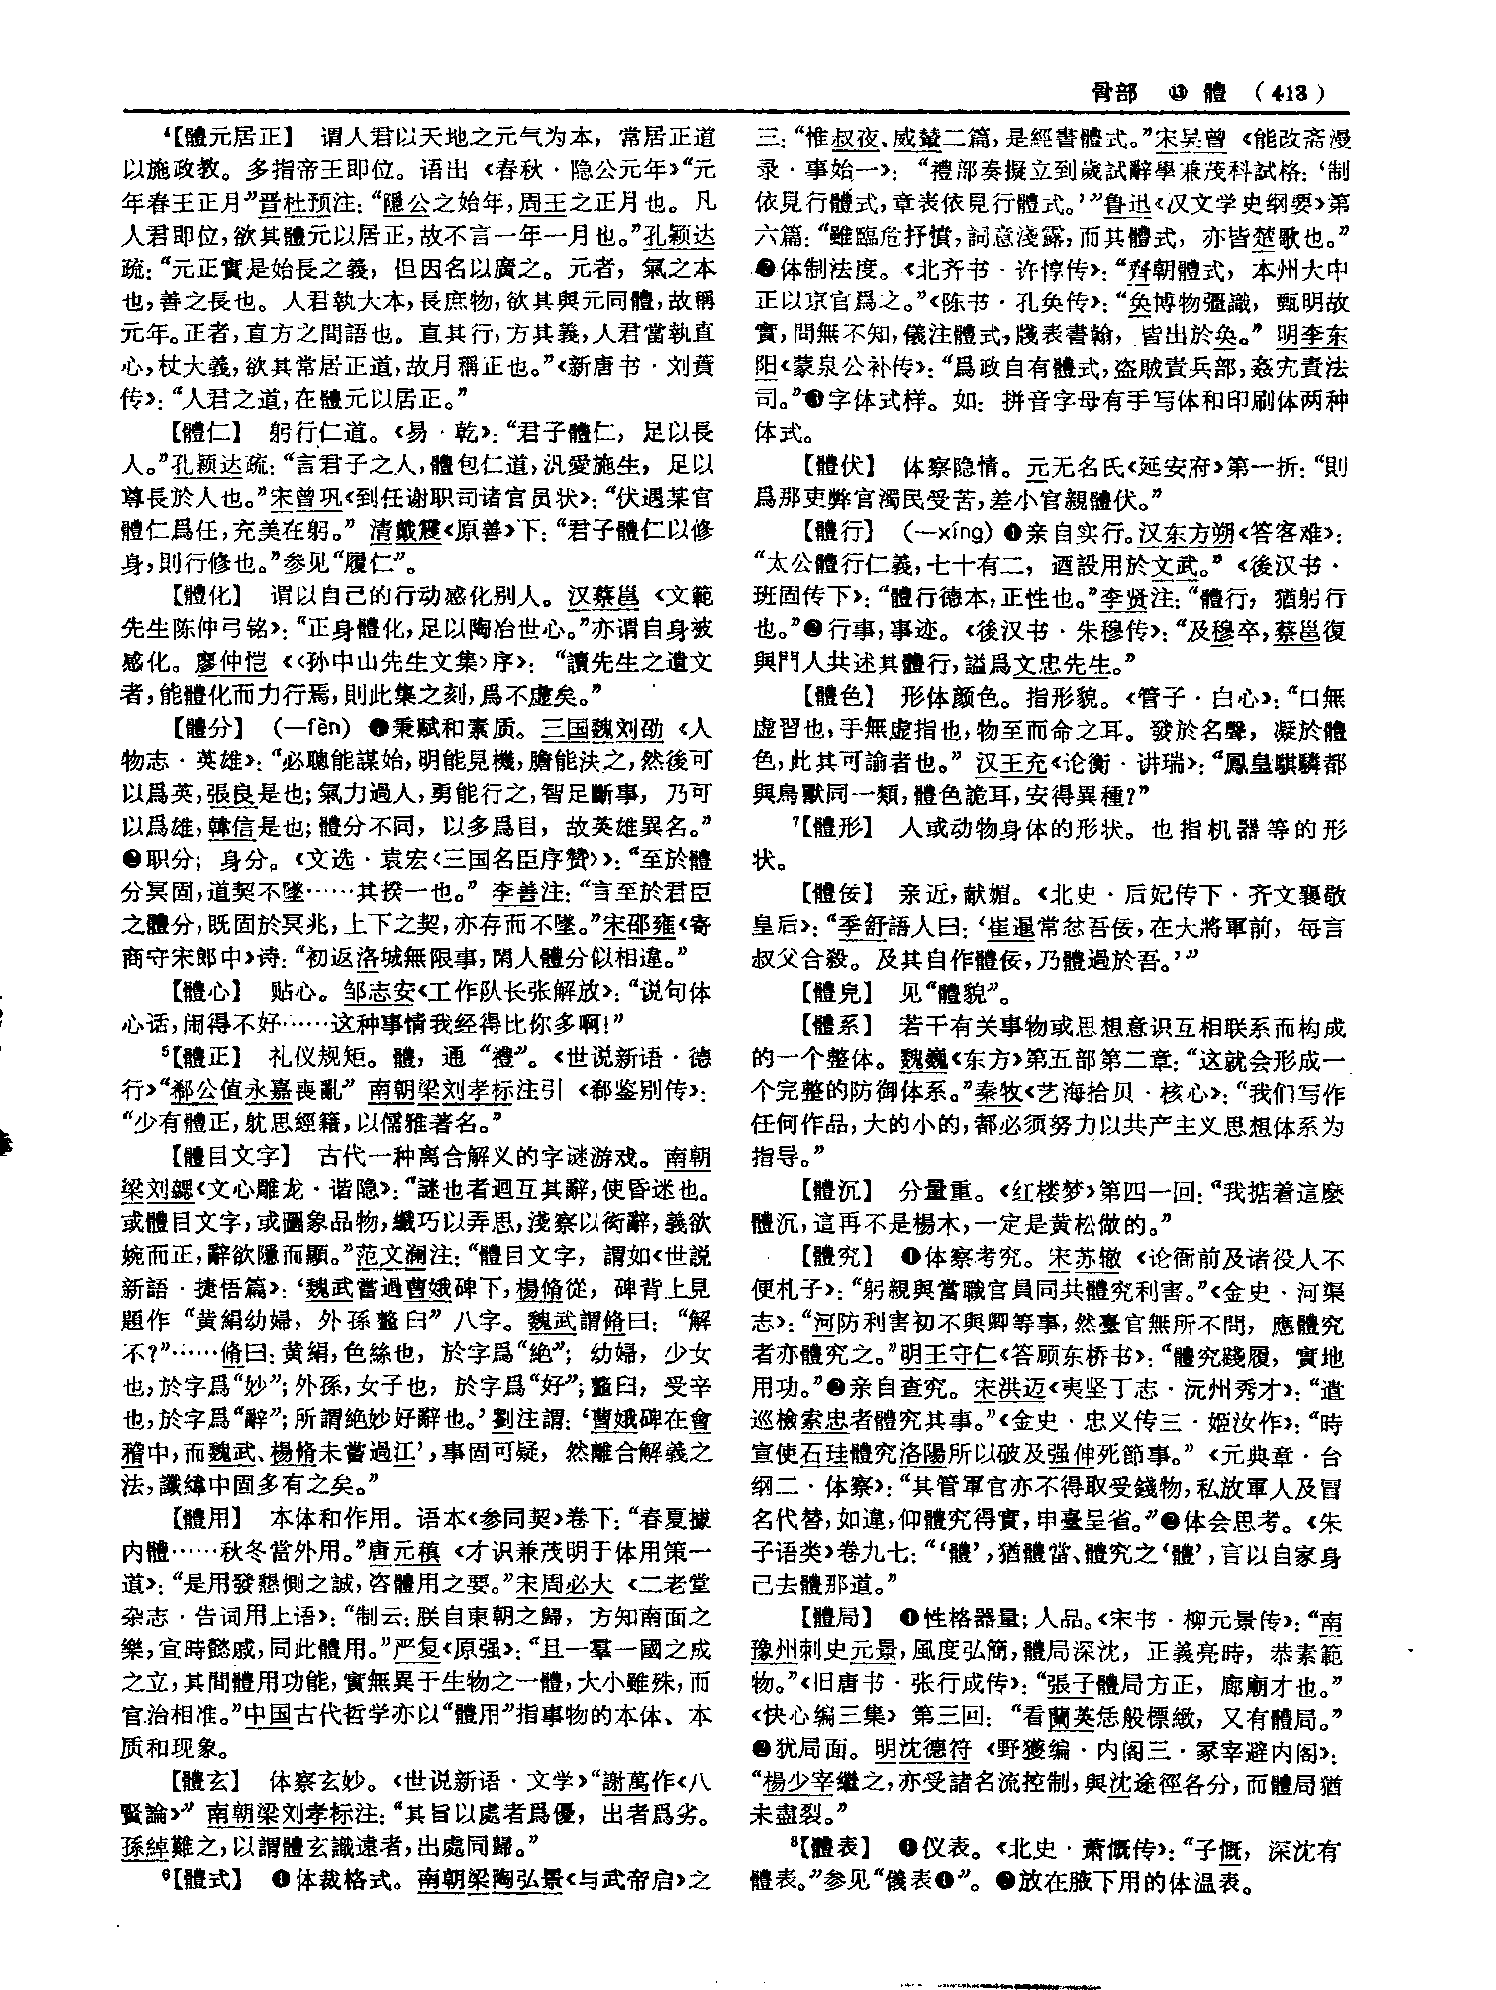 骨部 ⑬ 體 (413)
⁴【體元居正】 谓人君以天地之元气为本，常居正道
以施政教。多指帝王即位。语出《春秋·隐公元年》“元
年春王正月”晋杜预注：“隱公之始年，周王之正月也。凡
人君即位，欲其體元以居正，故不言一年一月也。”孔颖达
疏：“元正實是始長之義，但因名以廣之。元者，氣之本
也，善之長也。人君執大本，長庶物，欲其與元同體，故稱
元年。正者，直方之間語也。直其行，方其義，人君當執直
心，杖大義，欲其常居正道，故月稱正也。”《新唐书·刘蕡
传》：“人君之道，在體元以居正。”
【體仁】 躬行仁道。《易·乾》：“君子體仁，足以長
人。”孔颖达疏：“言君子之人，體包仁道，汎愛施生，足以
尊長於人也。”宋曾巩《到任谢职司诸官员状》：“伏遇某官
體仁爲任，充美在躬。”清戴震《原善》下：“君子體仁以修
身，則行修也。”参见“履仁”。
【體化】 谓以自己的行动感化别人。汉蔡邕《文範
先生陈仲弓铭》：“正身體化，足以陶冶世心。”亦谓自身被
感化。廖仲恺《〈孙中山先生文集〉序》：“讀先生之遺文
者，能體化而力行焉，則此集之刻，爲不虚矣。”
【體分】 （—fèn）❶秉赋和素质。三国魏刘劭《人
物志·英雄》：“必聰能謀始，明能見機，膽能決之，然後可
以爲英，張良是也；氣力過人，勇能行之，智足斷事，乃可
以爲雄，韓信是也；體分不同，以多爲目，故英雄異名。”
❷职分；身分。《文选·袁宏〈三国名臣序赞〉》：“至於體
分冥固，道契不墜……其揆一也。”李善注：“言至於君臣
之體分，既固於冥兆，上下之契，亦存而不墜。”宋邵雍《寄
商守宋郎中》诗：“初返洛城無限事，閑人體分似相違。”
【體心】 贴心。邹志安《工作队长张解放》：“说句体
心话，闹得不好……这种事情我经得比你多啊！”
⁵【體正】 礼仪规矩。體，通“禮”。《世说新语·德
行》“郗公值永嘉喪亂”南朝梁刘孝标注引《郗鉴别传》：
“少有體正，躭思經籍，以儒雅著名。”
【體目文字】 古代一种离合解义的字谜游戏。南朝
梁刘勰《文心雕龙·谐隐》：“謎也者迴互其辭，使昏迷也。
或體目文字，或圖象品物，纖巧以弄思，淺察以衒辭，義欲
婉而正，辭欲隱而顯。”范文澜注：“體目文字，謂如《世説
新語·捷悟篇》：‘魏武嘗過曹娥碑下，楊脩從，碑背上見
題作“黄絹幼婦，外孫齏臼”八字。魏武謂脩曰：“解
不？”……脩曰：黄絹，色絲也，於字爲“絶”；幼婦，少女
也，於字爲“妙”；外孫，女子也，於字爲“好”；齏臼，受辛
也，於字爲“辭”；所謂絶妙好辭也。’劉注謂：‘曹娥碑在會
稽中，而魏武、楊脩未嘗過江’，事固可疑，然離合解義之
法，讖緯中固多有之矣。”
【體用】 本体和作用。语本《参同契》卷下：“春夏據
内體……秋冬當外用。”唐元稹《才识兼茂明于体用策一
道》：“是用發懇惻之誠，咨體用之要。”宋周必大《二老堂
杂志·告词用上语》：“制云：朕自東朝之歸，方知南面之
樂，宜時懿戚，同此體用。”严复《原强》：“且一羣一國之成
之立，其間體用功能，實無異于生物之一體，大小雖殊，而
官治相准。”中国古代哲学亦以“體用”指事物的本体、本
质和现象。
【體玄】 体察玄妙。《世说新语·文学》“謝萬作《八
賢論》”南朝梁刘孝标注：“其旨以處者爲優，出者爲劣。
孫綽難之，以謂體玄識遠者，出處同歸。”
⁶【體式】 ❶体裁格式。南朝梁陶弘景《与武帝启》之
三：“惟叔夜、威輦二篇，是經書體式。”宋吴曾《能改斋漫
录·事始一》：“禮部奏擬立到歲試辭學兼茂科試格：‘制
依見行體式，章表依見行體式。’”鲁迅《汉文学史纲要》第
六篇：“雖臨危抒憤，詞意淺露，而其體式，亦皆楚歌也。”
❷体制法度。《北齐书·许惇传》：“齊朝體式，本州大中
正以京官爲之。”《陈书·孔奂传》：“奂博物彊識，甄明故
實，問無不知，儀注體式，牋表書翰，皆出於奂。”明李东
阳《蒙泉公补传》：“爲政自有體式，盗賊責兵部，姦宄責法
司。”❸字体式样。如：拼音字母有手写体和印刷体两种
体式。
【體伏】 体察隐情。元无名氏《延安府》第一折：“則
爲那吏弊官濁民受苦，差小官親體伏。”
【體行】 （—xíng）❶亲自实行。汉东方朔《答客难》：
“太公體行仁義，七十有二，迺設用於文武。”《後汉书·
班固传下》：“體行德本，正性也。”李贤注：“體行，猶躬行
也。”❷行事，事迹。《後汉书·朱穆传》：“及穆卒，蔡邕復
與門人共述其體行，謚爲文忠先生。”
【體色】 形体颜色。指形貌。《管子·白心》：“口無
虚習也，手無虚指也，物至而命之耳。發於名聲，凝於體
色，此其可諭者也。”汉王充《论衡·讲瑞》：“鳳皇騏驎都
與鳥獸同一類，體色詭耳，安得異種？”
⁷【體形】 人或动物身体的形状。也指机器等的形
状。
【體佞】 亲近，献媚。《北史·后妃传下·齐文襄敬
皇后》：“季舒語人曰：‘崔暹常忿吾佞，在大將軍前，每言
叔父合殺。及其自作體佞，乃體過於吾。’”
【體皃】 见“體貌”。
【體系】 若干有关事物或思想意识互相联系而构成
的一个整体。魏巍《东方》第五部第二章：“这就会形成一
个完整的防御体系。”秦牧《艺海拾贝·核心》：“我们写作
任何作品，大的小的，都必须努力以共产主义思想体系为
指导。”
【體沉】 分量重。《红楼梦》第四一回：“我掂着這麽
體沉，這再不是楊木，一定是黄松做的。”
【體究】 ❶体察考究。宋苏辙《论衙前及诸役人不
便札子》：“躬親與當職官員同共體究利害。”《金史·河渠
志》：“河防利害初不與卿等事，然臺官無所不問，應體究
者亦體究之。”明王守仁《答顾东桥书》：“體究踐履，實地
用功。”❷亲自查究。宋洪迈《夷坚丁志·沅州秀才》：“遣
巡檢索忠者體究其事。”《金史·忠义传三·姬汝作》：“時
宣使石珪體究洛陽所以破及强伸死節事。”《元典章·台
纲二·体察》：“其管軍官亦不得取受錢物，私放軍人及冒
名代替，如違，仰體究得實，申臺呈省。”❸体会思考。《朱
子语类》卷九七：“‘體’，猶體當、體究之‘體’，言以自家身
己去體那道。”
【體局】 ❶性格器量；人品。《宋书·柳元景传》：“南
豫州刺史元景，風度弘簡，體局深沈，正義亮時，恭素範
物。”《旧唐书·张行成传》：“張子體局方正，廊廟才也。”
《快心编三集》第三回：“看蘭英恁般標緻，又有體局。”
❷犹局面。明沈德符《野獲编·内阁三·冢宰避内阁》：
“楊少宰繼之，亦受諸名流控制，與沈途徑各分，而體局猶
未盡裂。”
⁸【體表】 ❶仪表。《北史·萧慨传》：“子慨，深沈有
體表。”参见“儀表❶”。❷放在腋下用的体温表。